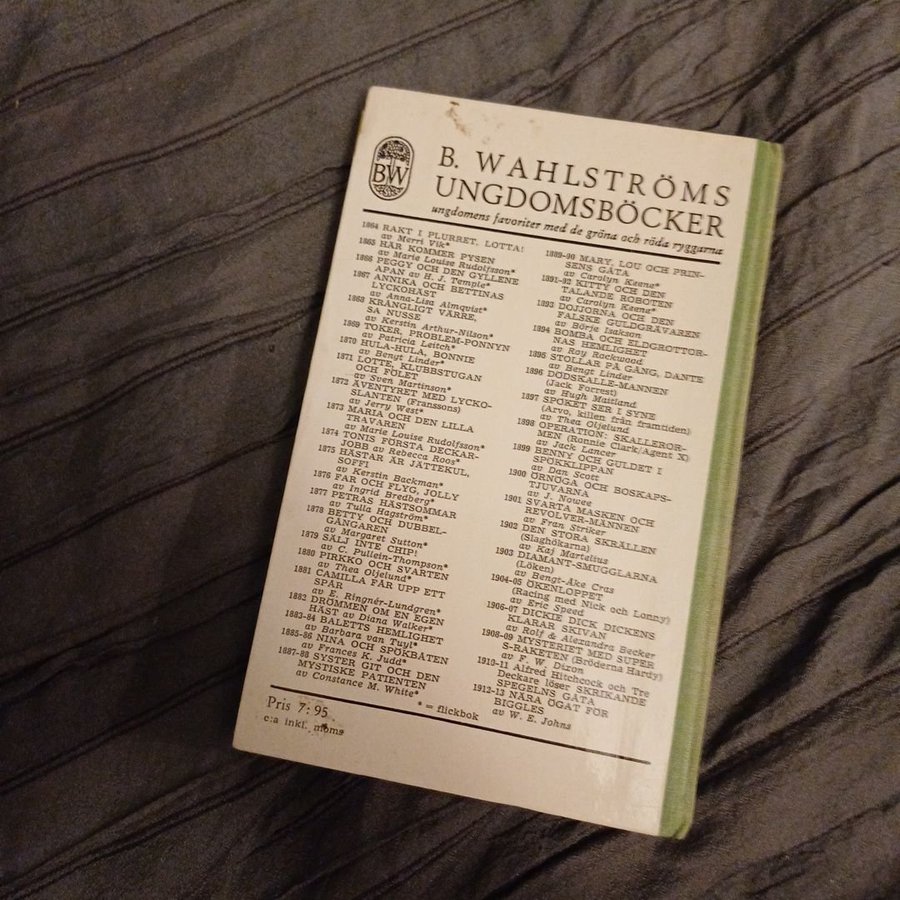 BW
B. WAHLSTRÖMS
UNGDOMSBÖCKER
ungdomens favoriter med de gröna och röda ryggarna
1864 RAKT I PLURRET, LOTTA!
av Merri Vik*
1865 HÄR KOMMER PYSEN
av Marie Louise Rudolfsson*
1866 PEGGY OCH DEN GYLLENE
APAN av H. J. Temple*
1867 ANNIKA OCH BETTINAS
LYCKOHÄST
av Anna-Lisa Almqvist*
1868 KRÅNGLIGT VÄRRE,
SA NUSSE
av Kerstin Arthur-Nilson*
1869 TOKER, PROBLEM-PONNYN
av Patricia Leitch*
1870 HULA-HULA, BONNIE
av Bengt Linder*
1871 LOTTE, KLUBBSTUGAN
OCH FÖLET
av Sven Martinson*
1872 ÄVENTYRET MED LYCKO-
SLANTEN (Franssons)
av Jerry West*
1873 MARIA OCH DEN LILLA
TRAVAREN
av Marie Louise Rudolfsson*
1874 TONIS FÖRSTA DECKAR-
JOBB av Rebecca Roos*
1875 HÄSTAR ÄR JÄTTEKUL,
SOFFI
av Kerstin Backman*
1876 FAR OCH FLYG, JOLLY
av Ingrid Bredberg*
1877 PETRAS HÄSTSOMMAR
av Tulla Hagström*
1878 BETTY OCH DUBBEL-
GÅNGAREN
av Margaret Sutton*
1879 SÄLJ INTE CHIP!
av C. Pullein-Thompson*
1880 PIRKKO OCH SVARTEN
av Thea Oljelund*
1881 CAMILLA FÅR UPP ETT
SPÅR
av E. Ringnér-Lundgren*
1882 DRÖMMEN OM EN EGEN
HÄST av Diana Walker*
1883-84 BALETTS HEMLIGHET
av Barbara van Tuyl*
1885-86 NINA OCH SPÖKBÅTEN
av Frances K. Judd*
1887-88 SYSTER GIT OCH DEN
MYSTISKE PATIENTEN
av Constance M. White*
1889-90 MARY, LOU OCH PRIN-
SENS GÅTA
av Carolyn Keene*
1891-92 KITTY OCH DEN
TALANDE ROBOTEN
av Carolyn Keene*
1893 DOJJORNA OCH DEN
FALSKE GULDGRÄVAREN
av Börje Isakson
1894 BOMBA OCH ELDGROTTOR-
NAS HEMLIGHET
av Roy Rockwood
1895 STOLLAR PÅ GÅNG, DANTE
av Bengt Linder
1896 DÖDSKALLE-MANNEN
(Jack Forrest)
av Hugh Maitland
1897 SPÖKET SER I SYNE
(Arvo, killen från framtiden)
av Thea Oljelund
1898 OPERATION: SKALLEROR-
MEN (Ronnie Clark/Agent X)
av Jack Lancer
1899 BENNY OCH GULDET I
SPÖKKLIPPAN
av Dan Scott
1900 ÖRNÖGA OCH BOSKAPS-
TJUVARNA
av J. Nowee
1901 SVARTA MASKEN OCH
REVOLVER-MÄNNEN
av Fran Striker
1902 DEN STORA SKRÄLLEN
(Slaghökarna)
av Kaj Martelius
1903 DIAMANT-SMUGGLARNA
(Löken)
av Bengt-Åke Cras
1904-05 ÖKENLOPPET
(Racing med Nick och Lonny)
av Eric Speed
1906-07 DICKIE DICK DICKENS
KLARAR SKIVAN
av Rolf & Alexandra Becker
1908-09 MYSTERIET MED SUPER
S-RAKETEN (Bröderna Hardy)
av F. W. Dixon
1910-11 Alfred Hitchcock och Tre
Deckare löser SKRIKANDE
SPEGELNS GÅTA
1912-13 NÄRA ÖGAT FÖR
BIGGLES
av W. E. Johns
* = flickbok
Pris 7:95
c:a inkl. moms